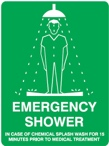 EMERGENCY
SHOWER
IN CASE OF CHEMICAL SPLASH WASH FOR 15
MINUTES PRIOR TO MEDICAL TREATMENT